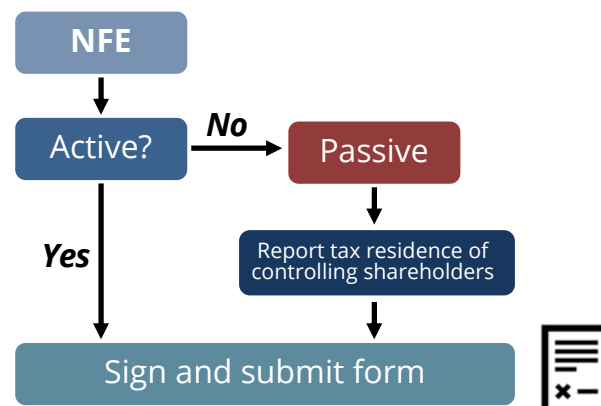 NFE
Active?
No
Passive
Yes
Report tax residence of
controlling shareholders
Sign and submit form